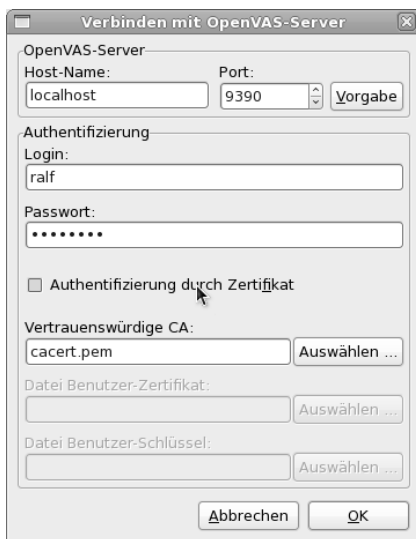 Verbinden mit OpenVAS-Server
OpenVAS-Server
Host-Name: Port:
localhost 9390 Vorgabe
Authentifizierung
Login:
ralf
Passwort:
••••••••
Authentifizierung durch Zertifikat
Vertrauenswürdige CA:
cacert.pem Auswählen ...
Datei Benutzer-Zertifikat:
Auswählen ...
Datei Benutzer-Schlüssel:
Auswählen ...
Abbrechen OK